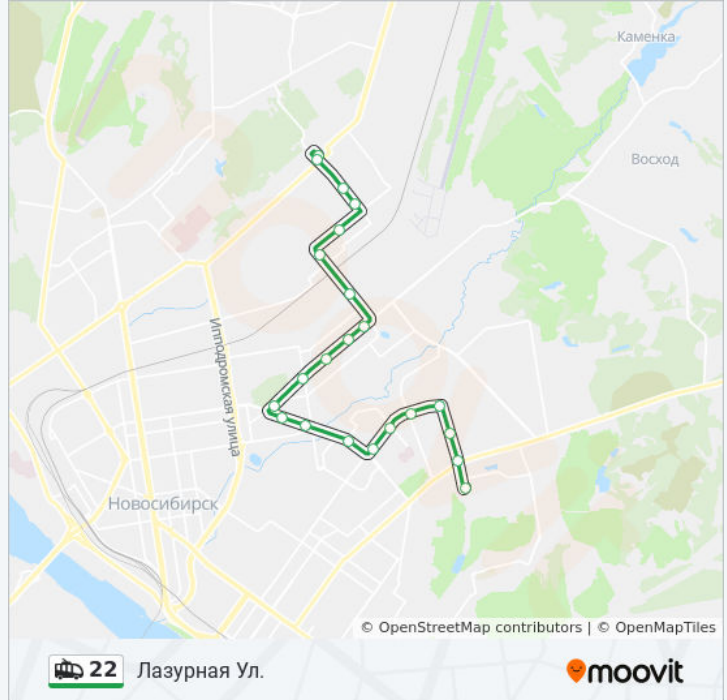 Каменка
Восход
Ипподромская улица
Новосибирск
© OpenStreetMap contributors | © OpenMapTiles
22 Лазурная Ул. moovit